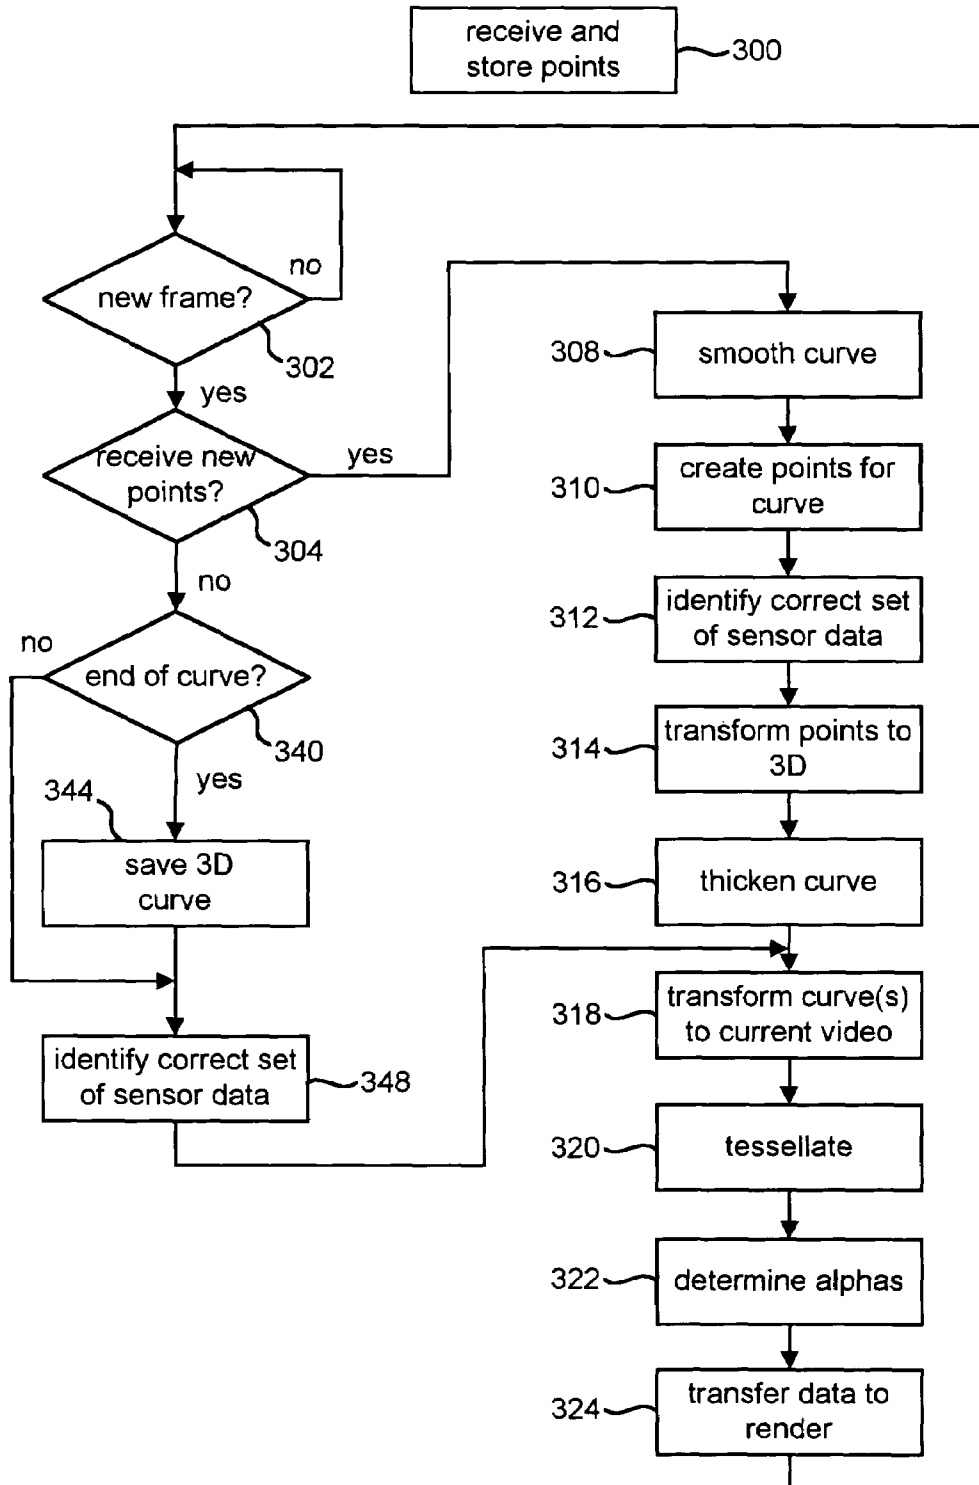 receive and
store points
300
new frame?
no
302
yes
receive new
points?
yes
304
no
end of curve?
no
340
yes
344
save 3D
curve
identify correct set
of sensor data
348
308
smooth curve
310
create points for
curve
312
identify correct set
of sensor data
314
transform points to
3D
316
thicken curve
318
transform curve(s)
to current video
320
tessellate
322
determine alphas
324
transfer data to
render